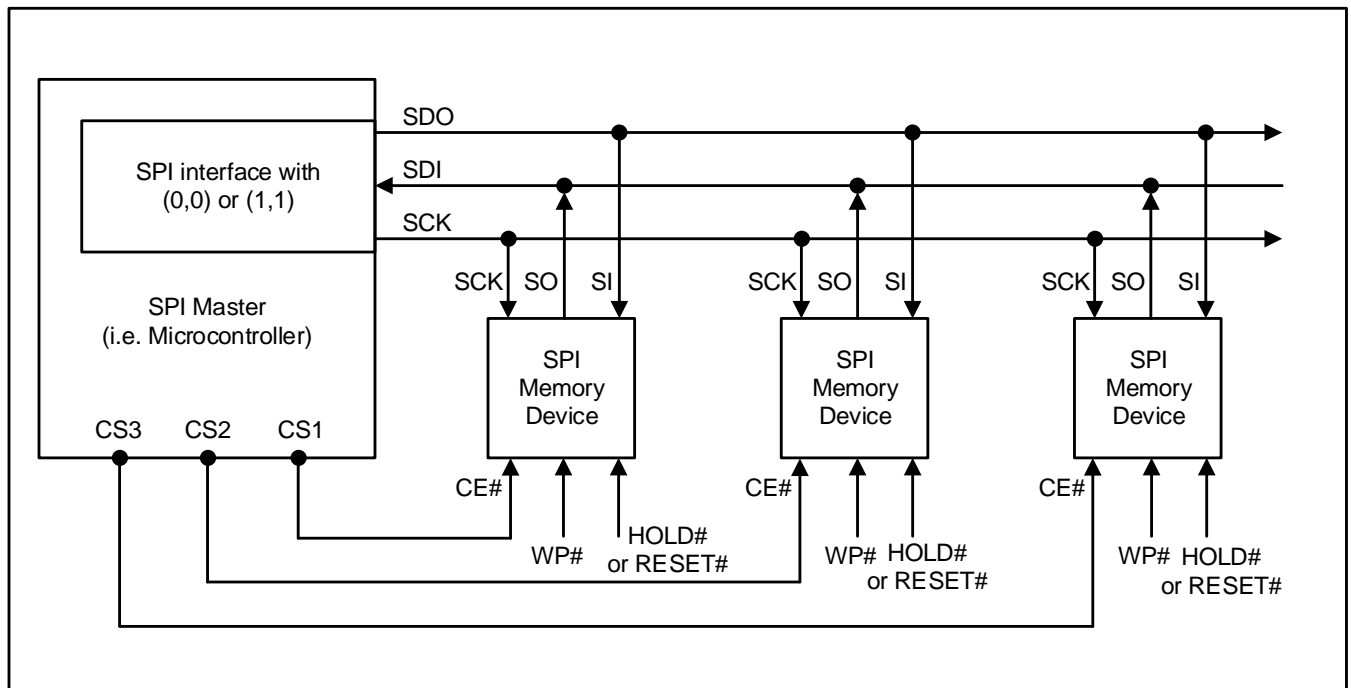 SDO
SPI interface with
(0,0) or (1,1)
SDI
SCK
SPI Master
(i.e. Microcontroller)
SCK SO SI
SCK SO SI
SCK SO SI
SPI
Memory
Device
SPI
Memory
Device
SPI
Memory
Device
CS3 CS2 CS1
CE#
WP#
HOLD#
or RESET#
CE#
WP#
HOLD#
or RESET#
CE#
WP#
HOLD#
or RESET#